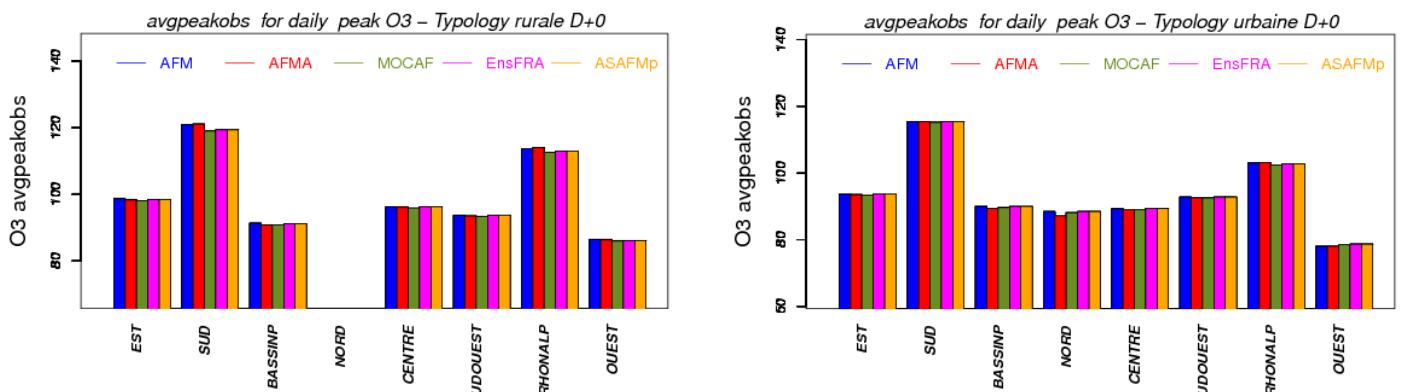 avgpeakobs for daily peak O3 – Typology rurale D+0
AFM AFMA MOCAF EnsFRA ASAFMp
O3 avgpeakobs
140
120
100
80
EST SUD BASSINP NORD CENTRE UDOUEST RHONALP OUEST
avgpeakobs for daily peak O3 – Typology urbaine D+0
AFM AFMA MOCAF EnsFRA ASAFMp
O3 avgpeakobs
140
120
100
80
60
EST SUD BASSINP NORD CENTRE UDOUEST RHONALP OUEST